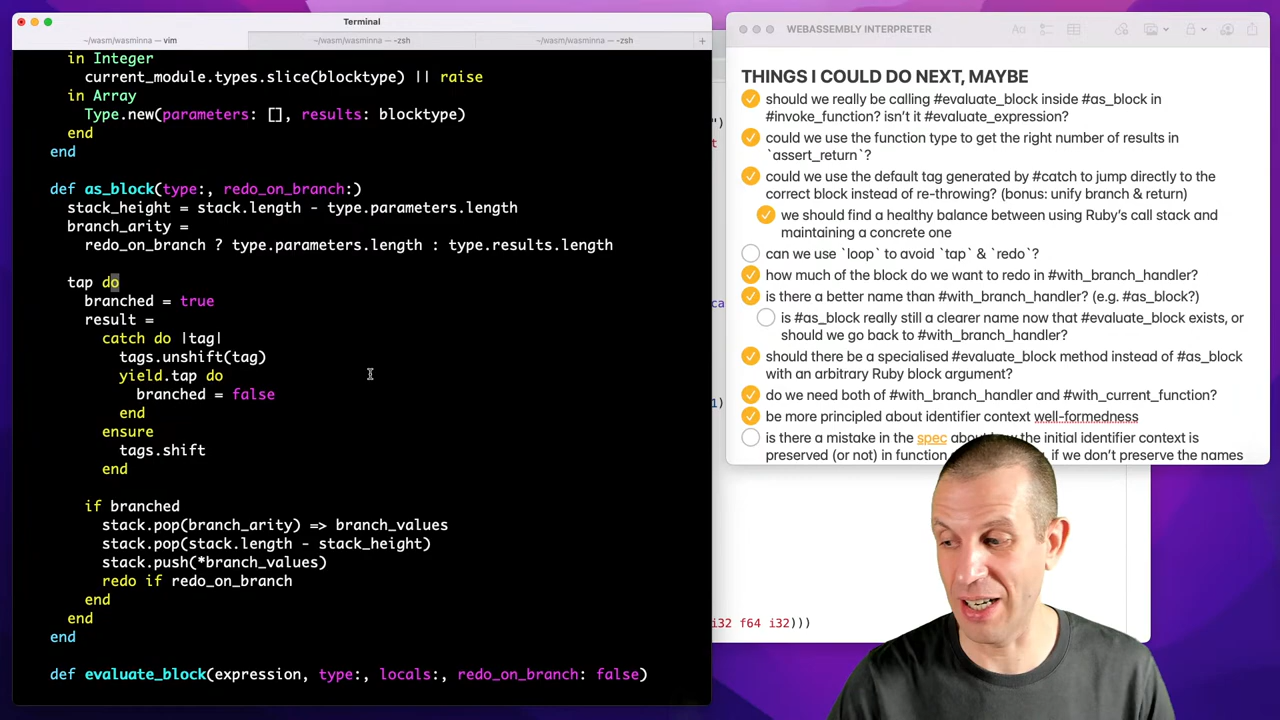 Terminal
~/wasm/wasminna — vim
~/wasm/wasminna — -zsh
~/wasm/wasminna — -zsh
+
in Integer
current_module.types.slice(blocktype) || raise
in Array
Type.new(parameters: [], results: blocktype)
end
end
def as_block(type:, redo_on_branch:)
stack_height = stack.length - type.parameters.length
branch_arity =
redo_on_branch ? type.parameters.length : type.results.length
tap do
branched = true
result =
catch do |tag|
tags.unshift(tag)
yield.tap do
branched = false
end
ensure
tags.shift
end
if branched
stack.pop(branch_arity) => branch_values
stack.pop(stack.length - stack_height)
stack.push(*branch_values)
redo if redo_on_branch
end
end
end
def evaluate_block(expression, type:, locals:, redo_on_branch: false)
")
t
ca
1)
i32 f64 i32)))
WEBASSEMBLY INTERPRETER
Aa
THINGS I COULD DO NEXT, MAYBE
should we really be calling #evaluate_block inside #as_block in
#invoke_function? isn’t it #evaluate_expression?
could we use the function type to get the right number of results in
`assert_return`?
could we use the default tag generated by #catch to jump directly to the
correct block instead of re-throwing? (bonus: unify branch & return)
we should find a healthy balance between using Ruby’s call stack and
maintaining a concrete one
can we use `loop` to avoid `tap` & `redo`?
how much of the block do we want to redo in #with_branch_handler?
is there a better name than #with_branch_handler? (e.g. #as_block?)
is #as_block really still a clearer name now that #evaluate_block exists, or
should we go back to #with_branch_handler?
should there be a specialised #evaluate_block method instead of #as_block
with an arbitrary Ruby block argument?
do we need both of #with_branch_handler and #with_current_function?
be more principled about identifier context well-formedness
is there a mistake in the spec the initial identifier context is
preserved (or not) in function if we don’t preserve the names